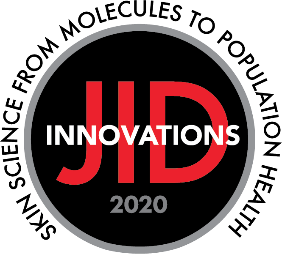 SKIN SCIENCE FROM MOLECULES TO POPULATION HEALTH
JID
INNOVATIONS
2020